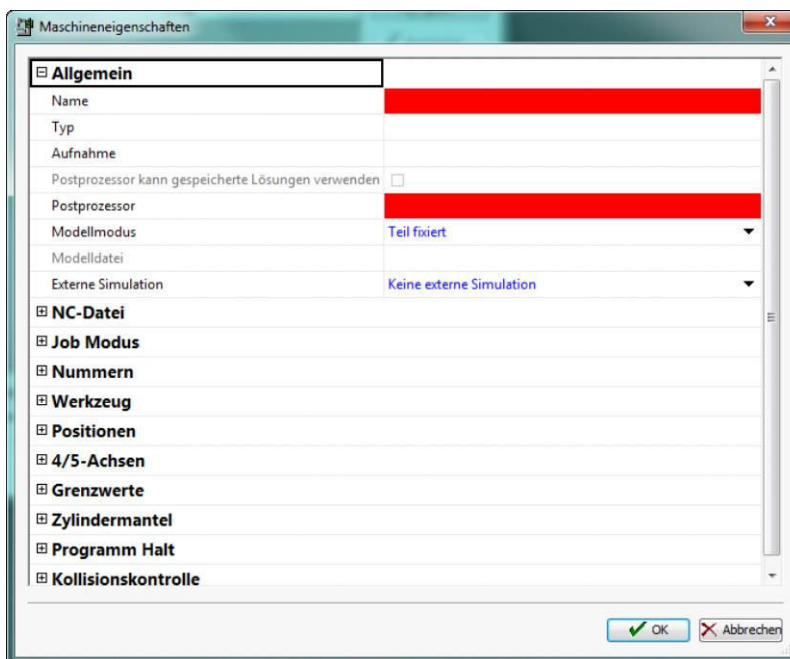 Maschineneigenschaften
Allgemein
Name
Typ
Aufnahme
Postprozessor kann gespeicherte Lösungen verwenden
Postprozessor
Modellmodus Teil fixiert
Modelldatei
Externe Simulation Keine externe Simulation
NC-Datei
Job Modus
Nummern
Werkzeug
Positionen
4/5-Achsen
Grenzwerte
Zylindermantel
Programm Halt
Kollisionskontrolle
OK Abbrechen